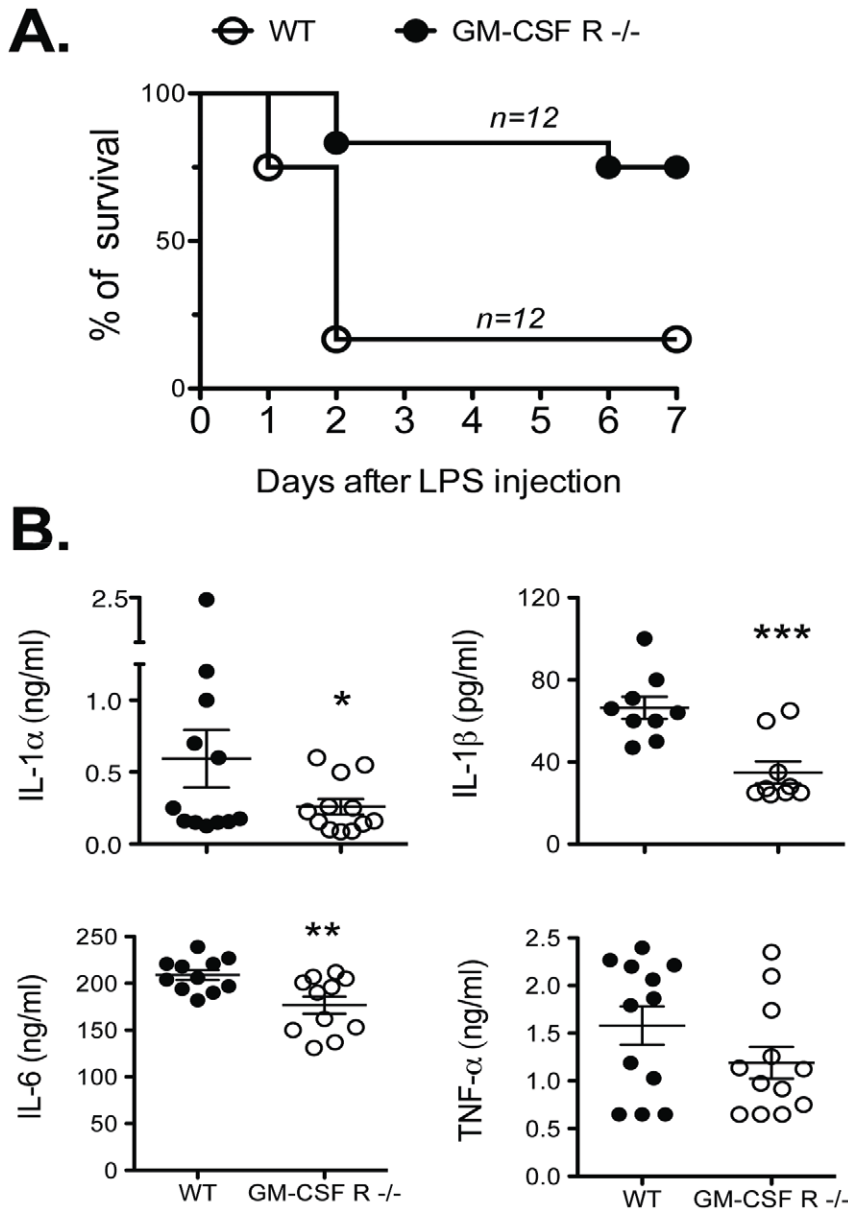 A.
WT
GM-CSF R -/-
100
50
0
% of survival
n=12
n=12
0 1 2 3 4 5 6 7
Days after LPS injection
B.
IL-1α (ng/ml)
2.5
1.0
0.5
0.0
*
IL-1β (pg/ml)
120
80
40
0
***
IL-6 (ng/ml)
250
200
150
100
50
0
**
WT GM-CSF R -/-
TNF-α (ng/ml)
2.5
2.0
1.5
1.0
0.5
0.0
WT GM-CSF R -/-